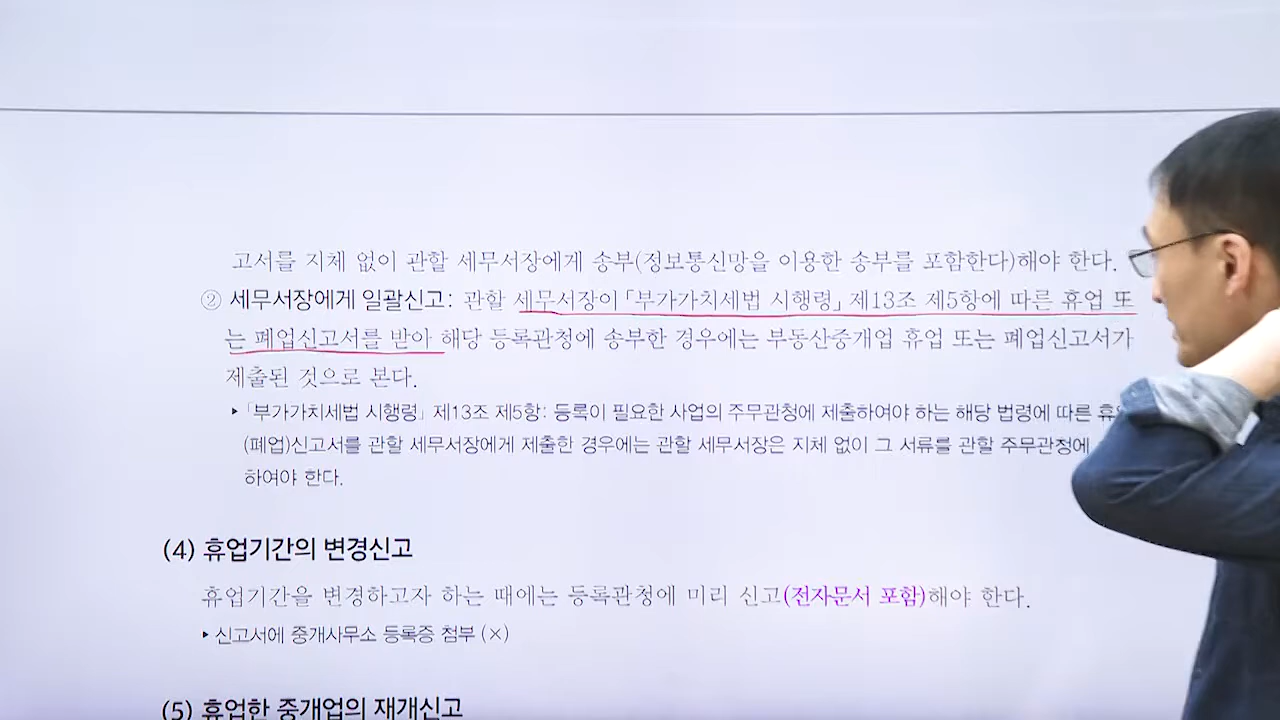 고서를 지체 없이 관할 세무서장에게 송부(정보통신망을 이용한 송부를 포함한다)해야 한다.
② 세무서장에게 일괄신고: 관할 세무서장이 「부가가치세법 시행령」 제13조 제5항에 따른 휴업 또
는 폐업신고서를 받아 해당 등록관청에 송부한 경우에는 부동산중개업 휴업 또는 폐업신고서가
제출된 것으로 본다.
▸「부가가치세법 시행령」 제13조 제5항: 등록이 필요한 사업의 주무관청에 제출하여야 하는 해당 법령에 따른
(폐업)신고서를 관할 세무서장에게 제출한 경우에는 관할 세무서장은 지체 없이 그 서류를 관할 주무관청에
하여야 한다.
(4) 휴업기간의 변경신고
휴업기간을 변경하고자 하는 때에는 등록관청에 미리 신고(전자문서 포함)해야 한다.
▸신고서에 중개사무소 등록증 첨부 (×)
(5) 휴업한 중개업의 재개신고